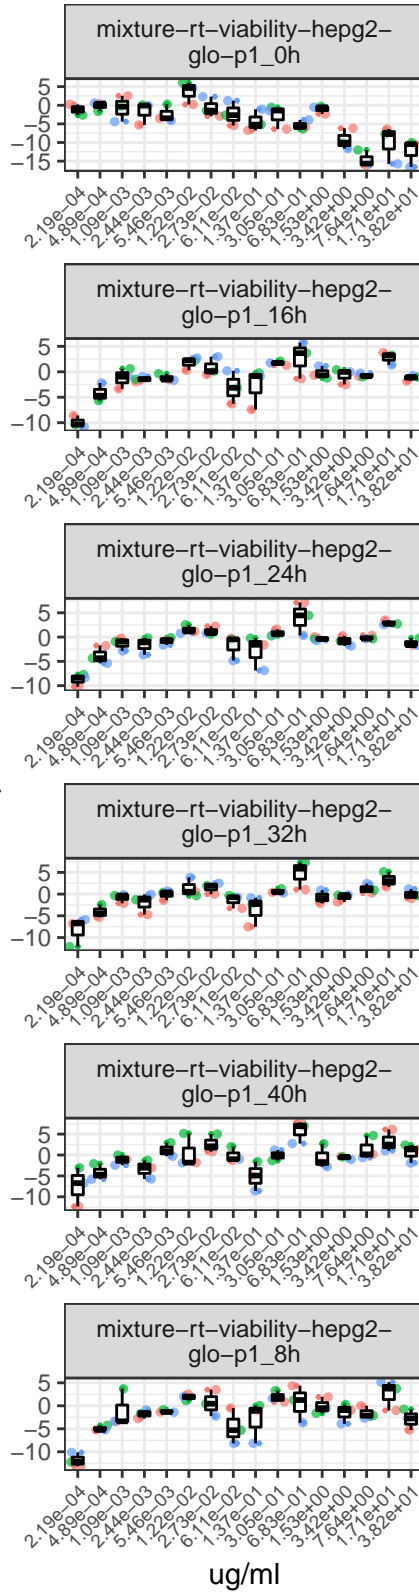 mixture−rt−viability−hepg2−
glo−p1_0h
5
0
−5
−10
−15
2.19e−04
4.89e−04
1.09e−03
2.44e−03
5.46e−03
1.22e−02
2.73e−02
6.11e−02
1.37e−01
3.05e−01
6.83e−01
1.53e+00
3.42e+00
7.64e+00
1.71e+01
3.82e+01
mixture−rt−viability−hepg2−
glo−p1_16h
5
0
−5
−10
2.19e−04
4.89e−04
1.09e−03
2.44e−03
5.46e−03
1.22e−02
2.73e−02
6.11e−02
1.37e−01
3.05e−01
6.83e−01
1.53e+00
3.42e+00
7.64e+00
1.71e+01
3.82e+01
mixture−rt−viability−hepg2−
glo−p1_24h
5
0
−5
−10
2.19e−04
4.89e−04
1.09e−03
2.44e−03
5.46e−03
1.22e−02
2.73e−02
6.11e−02
1.37e−01
3.05e−01
6.83e−01
1.53e+00
3.42e+00
7.64e+00
1.71e+01
3.82e+01
mixture−rt−viability−hepg2−
glo−p1_32h
5
0
−5
−10
2.19e−04
4.89e−04
1.09e−03
2.44e−03
5.46e−03
1.22e−02
2.73e−02
6.11e−02
1.37e−01
3.05e−01
6.83e−01
1.53e+00
3.42e+00
7.64e+00
1.71e+01
3.82e+01
mixture−rt−viability−hepg2−
glo−p1_40h
5
0
−5
−10
2.19e−04
4.89e−04
1.09e−03
2.44e−03
5.46e−03
1.22e−02
2.73e−02
6.11e−02
1.37e−01
3.05e−01
6.83e−01
1.53e+00
3.42e+00
7.64e+00
1.71e+01
3.82e+01
mixture−rt−viability−hepg2−
glo−p1_8h
5
0
−5
−10
2.19e−04
4.89e−04
1.09e−03
2.44e−03
5.46e−03
1.22e−02
2.73e−02
6.11e−02
1.37e−01
3.05e−01
6.83e−01
1.53e+00
3.42e+00
7.64e+00
1.71e+01
3.82e+01
ug/ml